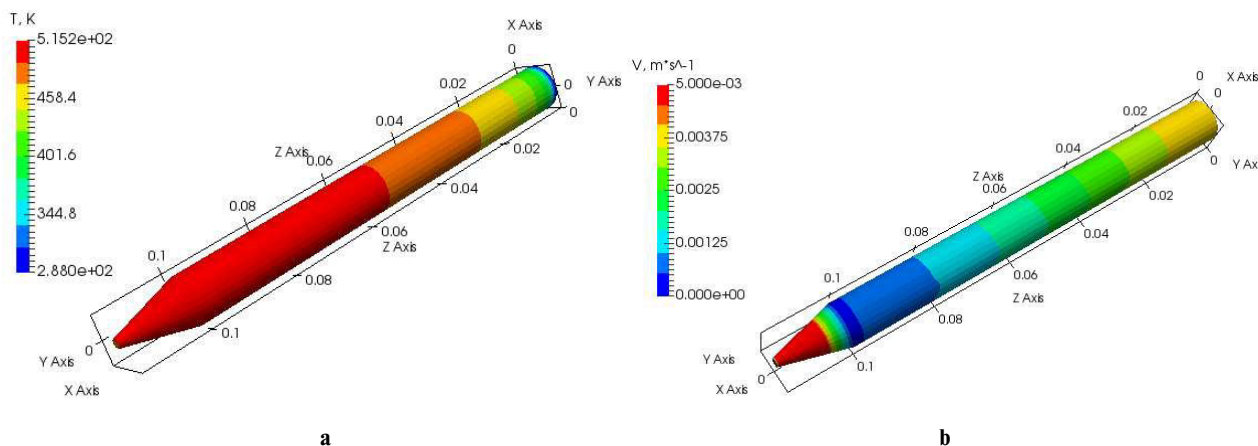 T, K
5.152e+02
458.4
401.6
344.8
2.880e+02
X Axis
0
0
Y Axis
0
0.02
0.02
0.04
0.04
Z Axis
0.06
0.06
Z Axis
0.08
0.08
0.1
0.1
0
Y Axis
X Axis
a
V, m*s^-1
5.000e-03
0.00375
0.0025
0.00125
0.000e+00
X Axis
0
0
0
Y Ax
0.02
0.02
0.04
0.04
Z Axis
0.06
0.06
Z Axis
0.08
0.08
0.1
0.1
Y Axis
0
X Axis
b